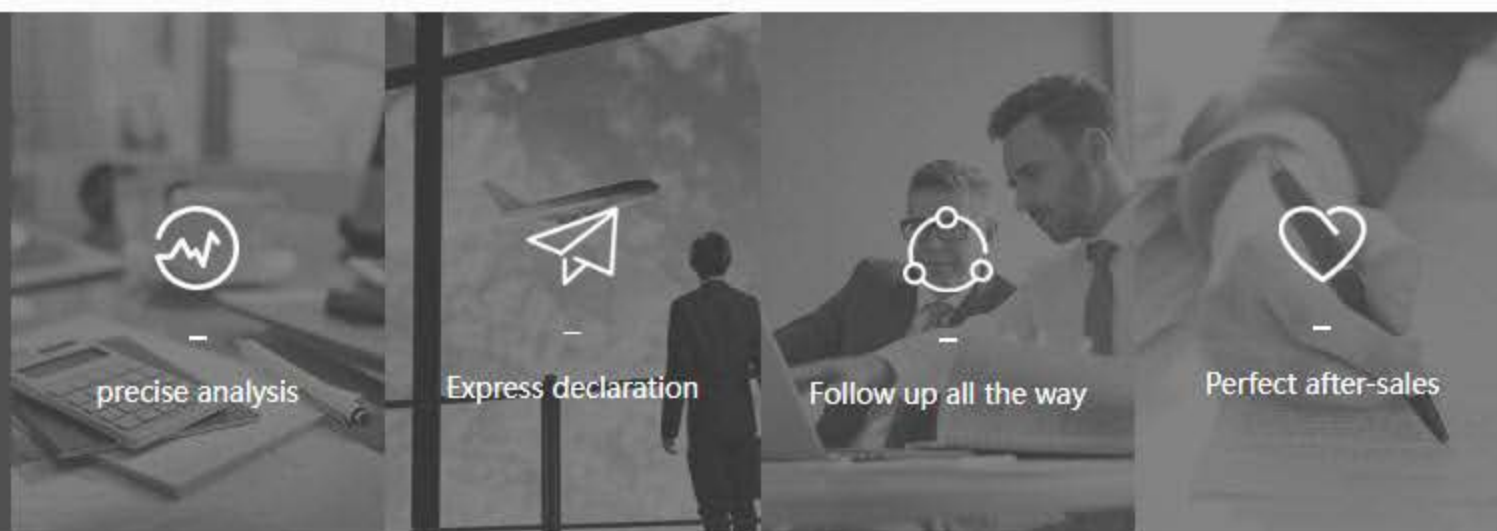 precise analysis
Express declaration
Follow up all the way
Perfect after-sales